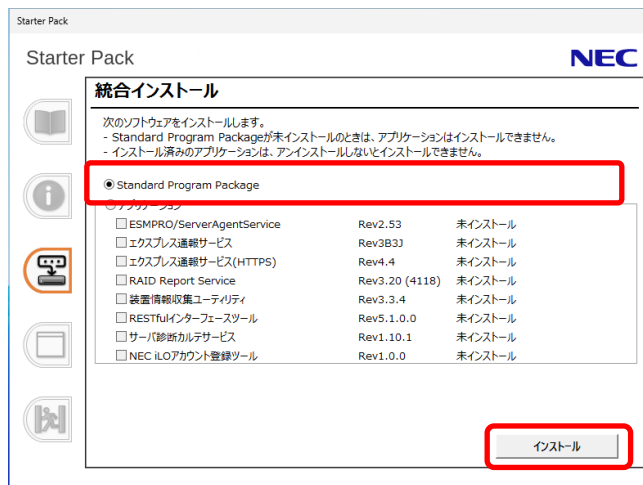 Starter Pack
Starter Pack
NEC
統合インストール
次のソフトウェアをインストールします。
- Standard Program Packageが未インストールのときは、アプリケーションはインストールできません。
- インストール済みのアプリケーションは、アンインストールしないとインストールできません。
Standard Program Package
アプリケーション
ESMPRO/ServerAgentService Rev2.53 未インストール
エクスプレス通報サービス Rev3B3J 未インストール
エクスプレス通報サービス(HTTPS) Rev4.4 未インストール
RAID Report Service Rev3.20 (4118) 未インストール
装置情報収集ユーティリティ Rev3.3.4 未インストール
RESTfulインターフェースツール Rev5.1.0.0 未インストール
サーバ診断カルテサービス Rev1.10.1 未インストール
NEC iLOアカウント登録ツール Rev1.0.0 未インストール
インストール